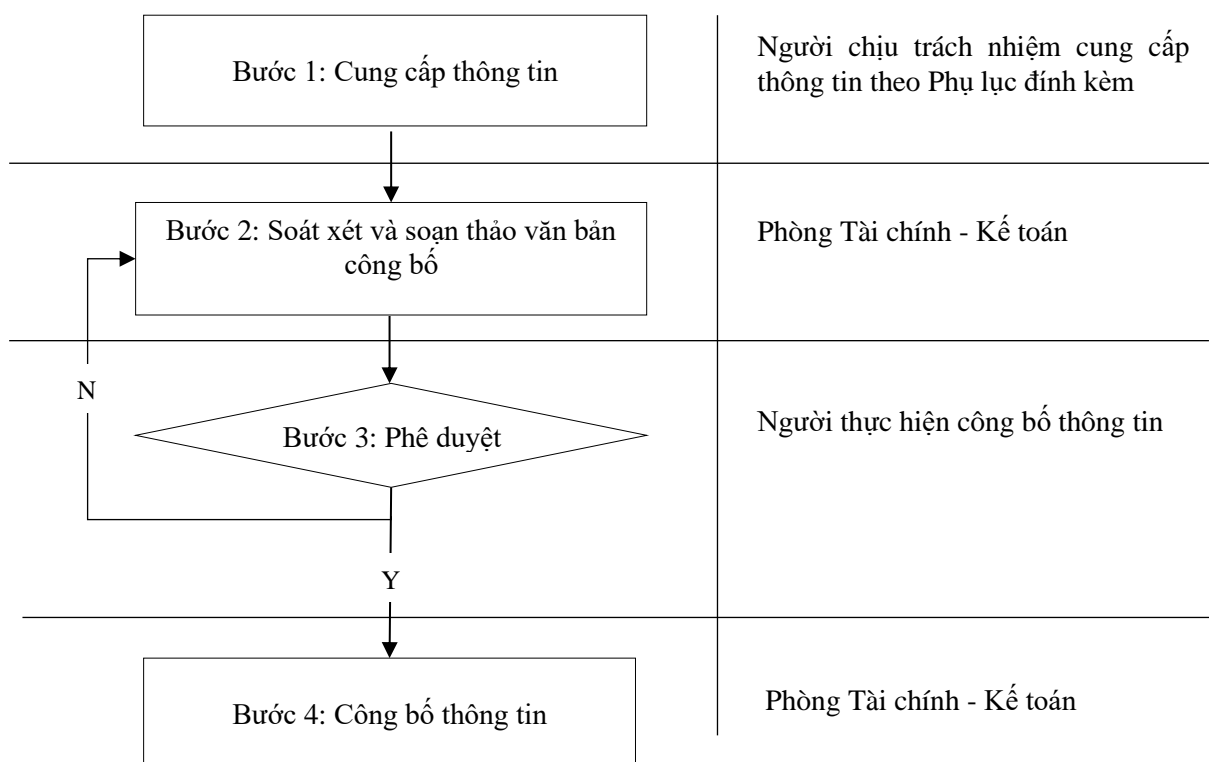 Bước 1: Cung cấp thông tin
Người chịu trách nhiệm cung cấp
thông tin theo Phụ lục đính kèm
Bước 2: Soát xét và soạn thảo văn bản
công bố
Phòng Tài chính - Kế toán
N
Bước 3: Phê duyệt
Người thực hiện công bố thông tin
Y
Bước 4: Công bố thông tin
Phòng Tài chính - Kế toán